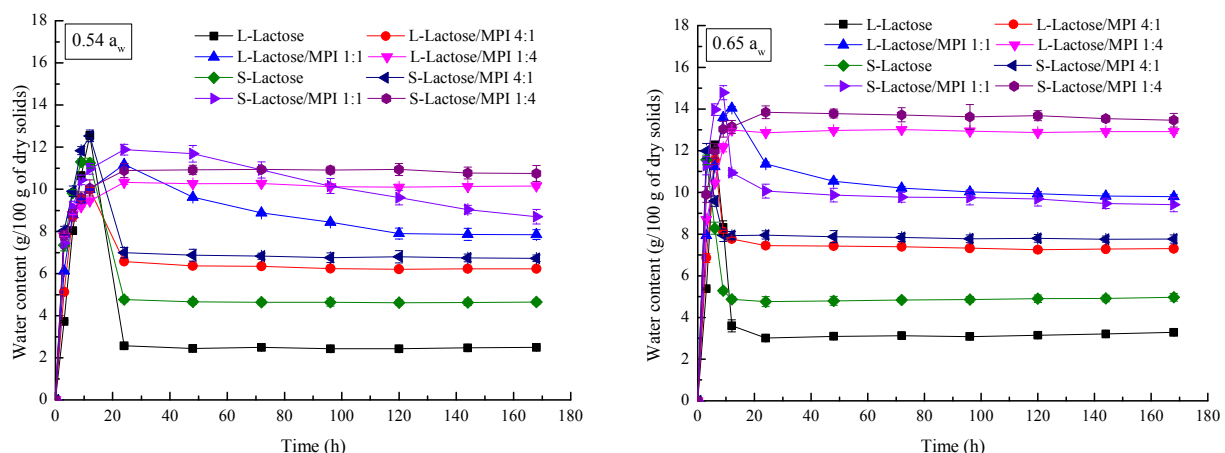 0.54 a_w
L-Lactose
L-Lactose/MPI 4:1
L-Lactose/MPI 1:1
L-Lactose/MPI 1:4
S-Lactose
S-Lactose/MPI 4:1
S-Lactose/MPI 1:1
S-Lactose/MPI 1:4
Water content (g/100 g of dry solids)
18
16
14
12
10
8
6
4
2
0
0 20 40 60 80 100 120 140 160 180
Time (h)
0.65 a_w
L-Lactose
L-Lactose/MPI 4:1
L-Lactose/MPI 1:1
L-Lactose/MPI 1:4
S-Lactose
S-Lactose/MPI 4:1
S-Lactose/MPI 1:1
S-Lactose/MPI 1:4
Water content (g/100 g of dry solids)
18
16
14
12
10
8
6
4
2
0
0 20 40 60 80 100 120 140 160 180
Time (h)